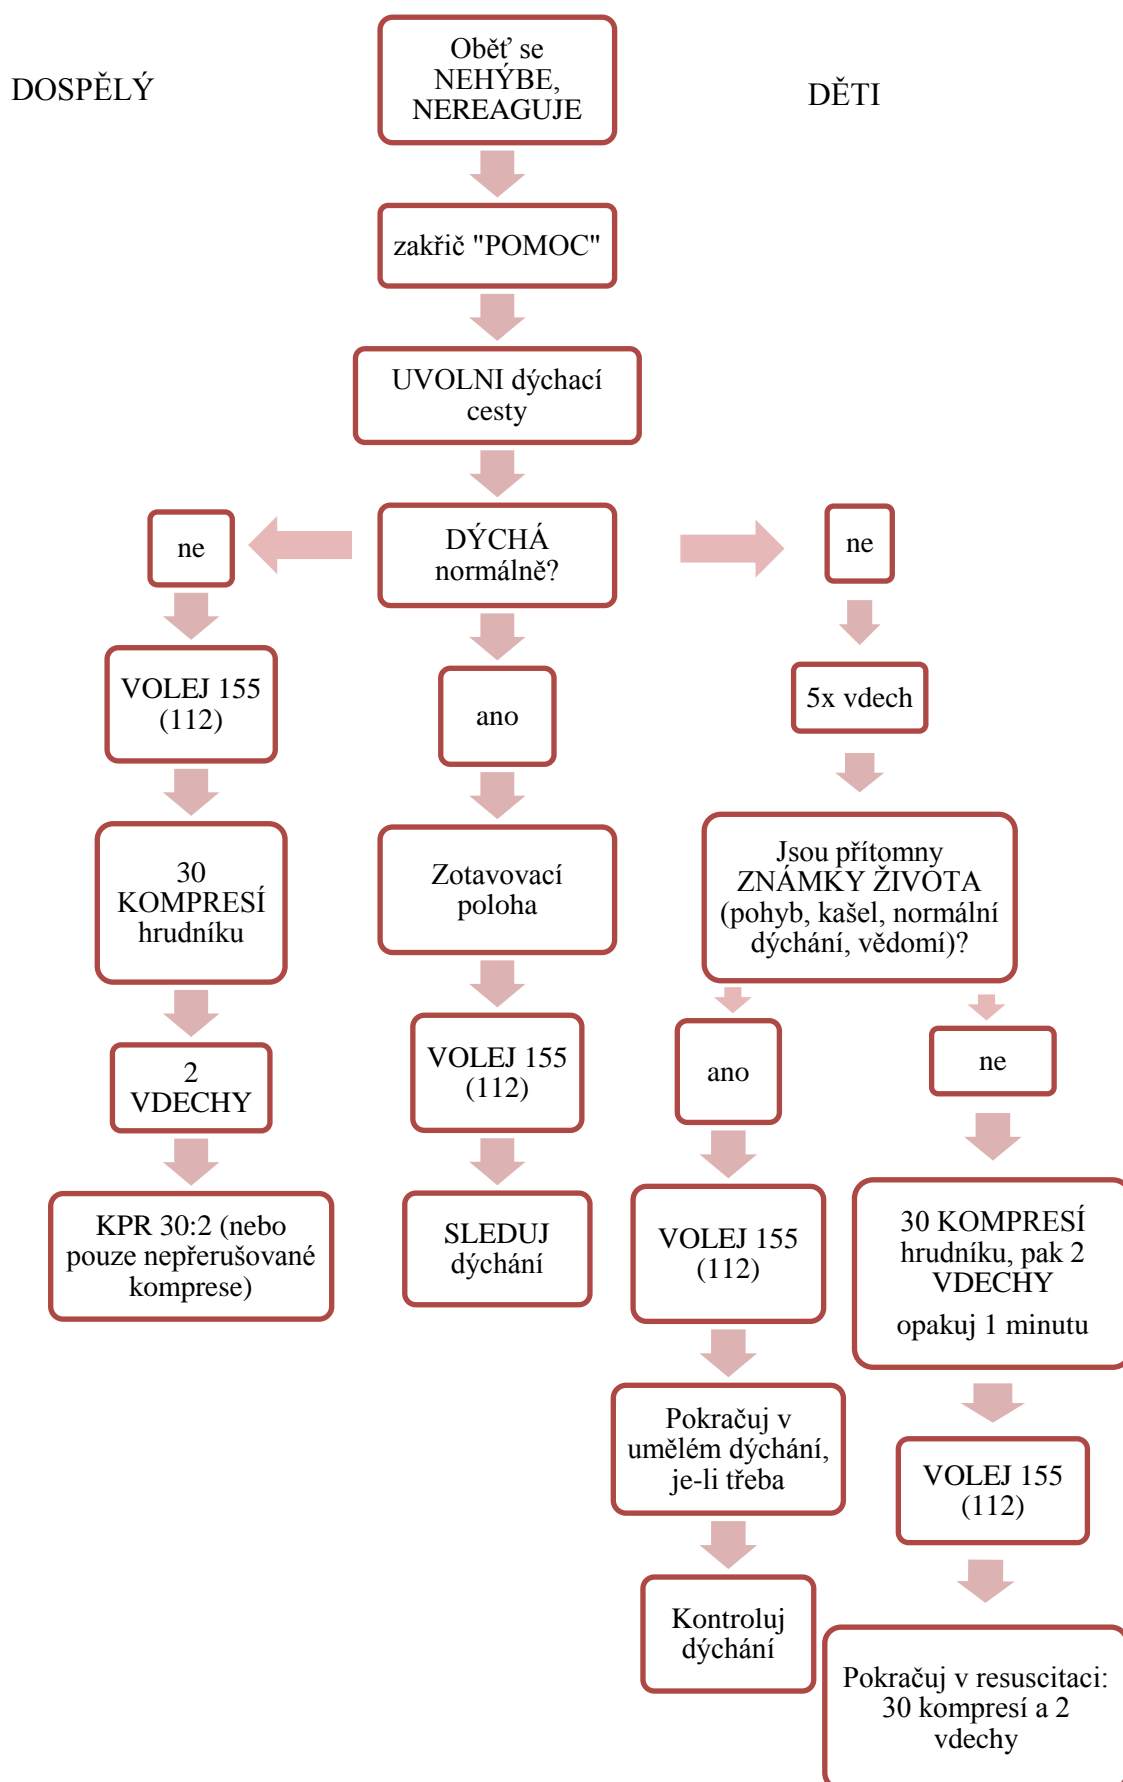 DOSPĚLÝ
DĚTI
Oběť se
NEHÝBE,
NEREAGUJE
zakřič "POMOC"
UVOLNI dýchací
cesty
DÝCHÁ
normálně?
ne
VOLEJ 155
(112)
30
KOMPRESÍ
hrudníku
2
VDECHY
KPR 30:2 (nebo
pouze nepřerušované
komprese)
ano
Zotavovací
poloha
VOLEJ 155
(112)
SLEDUJ
dýchání
ne
5x vdech
Jsou přítomny
ZNÁMKY ŽIVOTA
(pohyb, kašel, normální
dýchání, vědomí)?
ano
VOLEJ 155
(112)
Pokračuj v
umělém dýchání,
je-li třeba
Kontroluj
dýchání
ne
30 KOMPRESÍ
hrudníku, pak 2
VDECHY
opakuj 1 minutu
VOLEJ 155
(112)
Pokračuj v resuscitaci:
30 kompresí a 2
vdechy